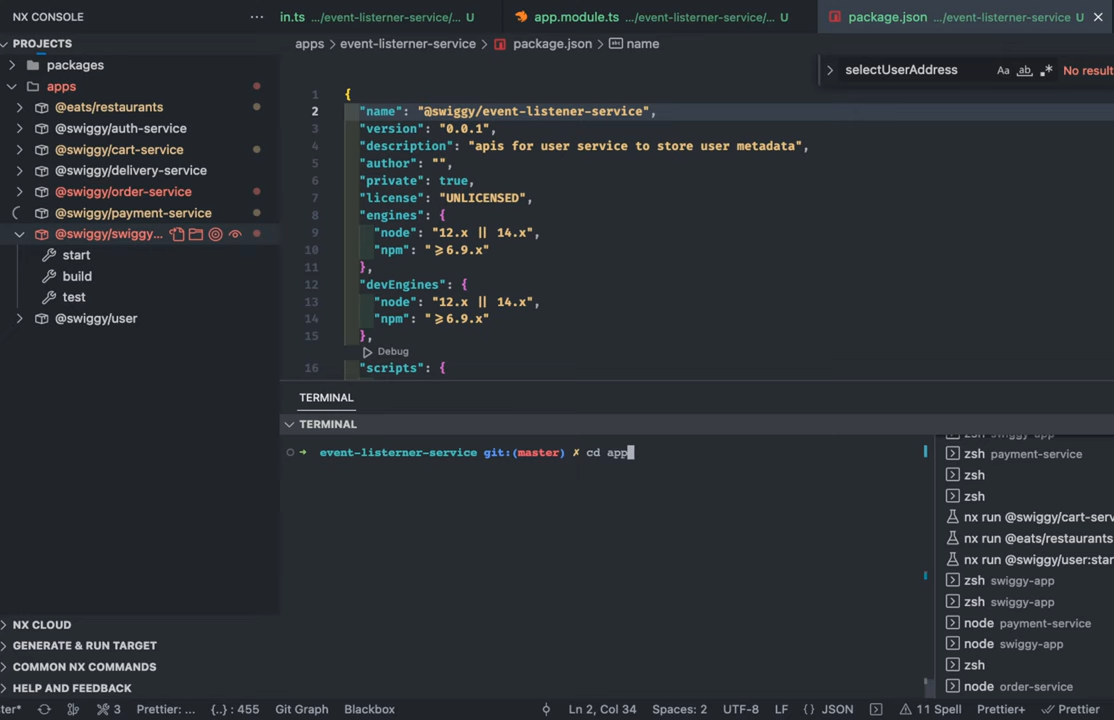 NX CONSOLE
PROJECTS
packages
apps
@eats/restaurants
@swiggy/auth-service
@swiggy/cart-service
@swiggy/delivery-service
@swiggy/order-service
@swiggy/payment-service
@swiggy/swiggy...
start
build
test
@swiggy/user
NX CLOUD
GENERATE & RUN TARGET
COMMON NX COMMANDS
HELP AND FEEDBACK
in.ts .../event-listerner-service/... U
app.module.ts .../event-listerner-service/... U
package.json .../event-listerner-service/ U
apps > event-listerner-service > package.json > name
selectUserAddress Aa ab No result
1 {
2 "name": "@swiggy/event-listener-service",
3 "version": "0.0.1",
4 "description": "apis for user service to store user metadata",
5 "author": "",
6 "private": true,
7 "license": "UNLICENSED",
8 "engines": {
9 "node": "12.x || 14.x",
10 "npm": ">=6.9.x"
11 },
12 "devEngines": {
13 "node": "12.x || 14.x",
14 "npm": ">=6.9.x"
15 },
Debug
16 "scripts": {
TERMINAL
TERMINAL
➜ event-listerner-service git:(master) ✗ cd app
zsh swiggy-app
zsh payment-service
zsh
zsh
nx run @swiggy/cart-serv
nx run @eats/restaurants
nx run @swiggy/user:star
zsh swiggy-app
zsh swiggy-app
node payment-service
node swiggy-app
zsh
node order-service
ster* 3 Prettier: ... {..} : 455 Git Graph Inbox Ln 2, Col 34 Spaces: 2 UTF-8 LF {} JSON 11 Spell Prettier+ Prettier